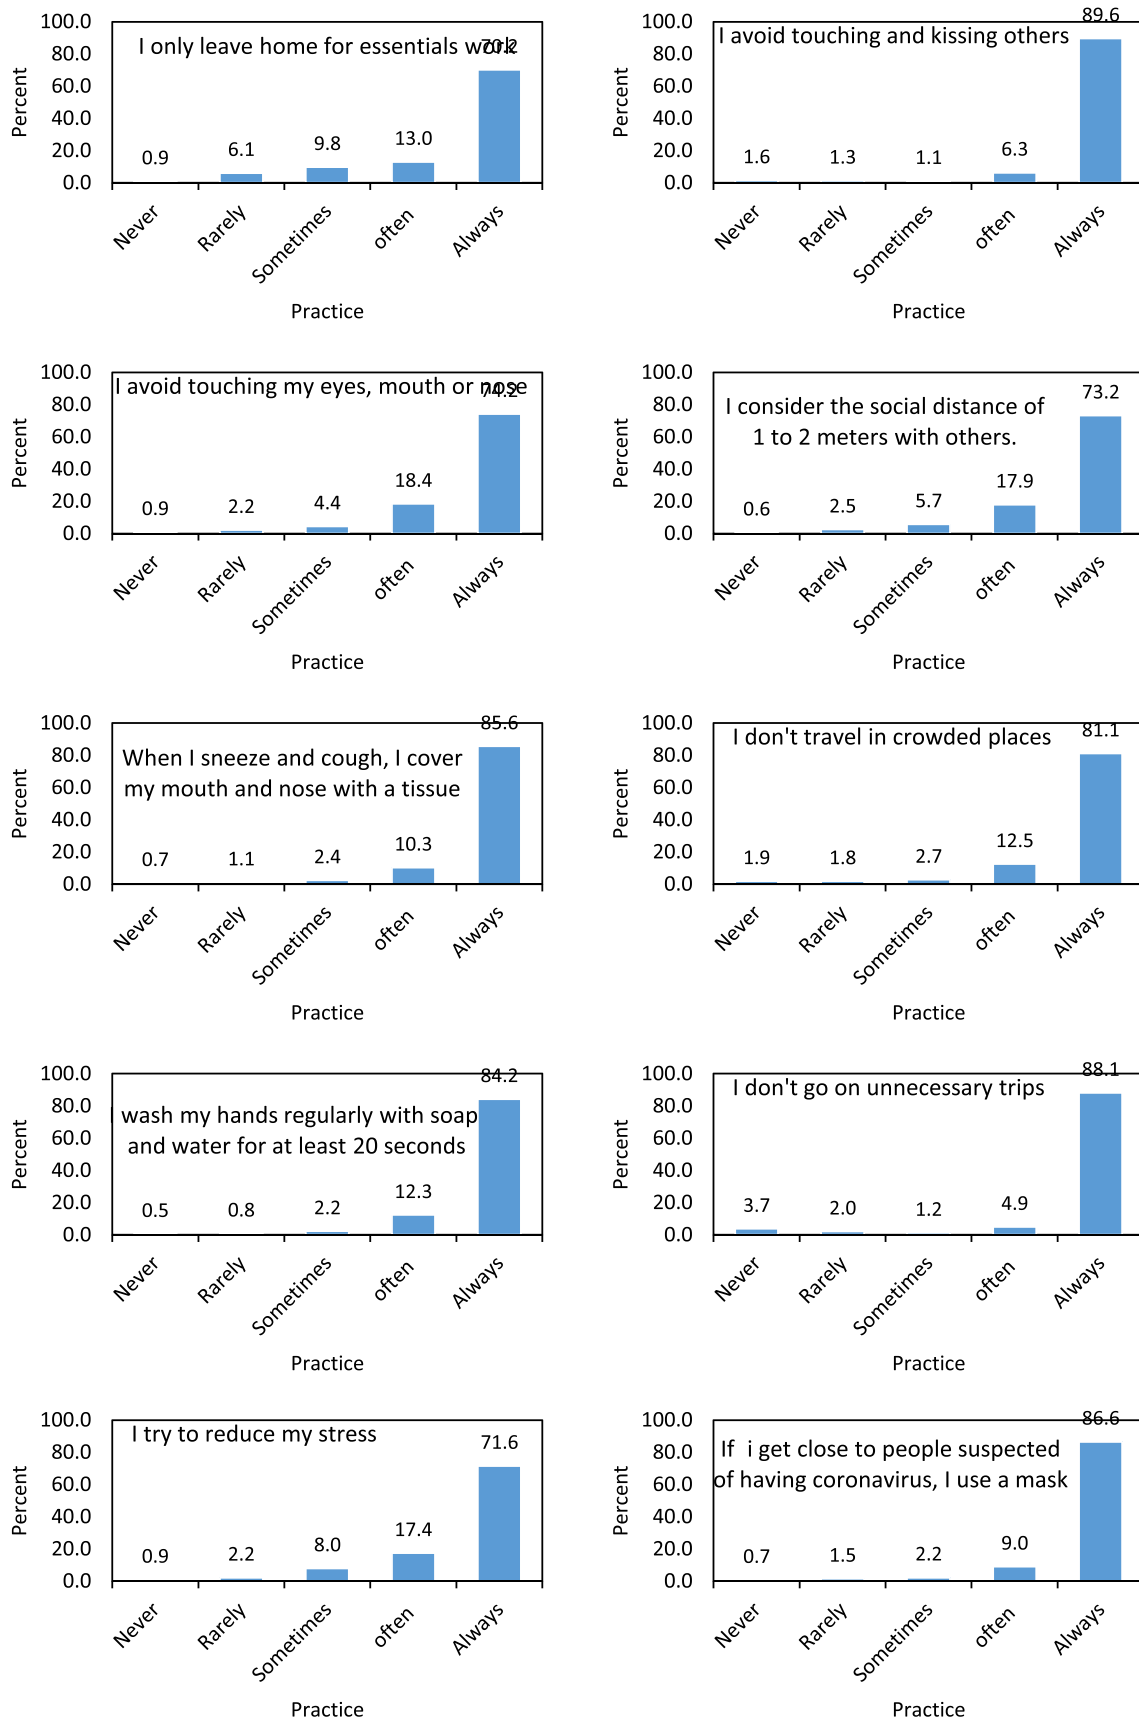 100.0
80.0
60.0
40.0
20.0
0.0
Percent
I only leave home for essentials work
0.9
6.1
9.8
13.0
70.2
Never
Rarely
Sometimes
often
Always
Practice
100.0
80.0
60.0
40.0
20.0
0.0
Percent
I avoid touching and kissing others
1.6
1.3
1.1
6.3
89.6
Never
Rarely
Sometimes
often
Always
Practice
100.0
80.0
60.0
40.0
20.0
0.0
Percent
I avoid touching my eyes, mouth or nose
0.9
2.2
4.4
18.4
74.2
Never
Rarely
Sometimes
often
Always
Practice
100.0
80.0
60.0
40.0
20.0
0.0
Percent
I consider the social distance of
1 to 2 meters with others.
0.6
2.5
5.7
17.9
73.2
Never
Rarely
Sometimes
often
Always
Practice
100.0
80.0
60.0
40.0
20.0
0.0
Percent
When I sneeze and cough, I cover
my mouth and nose with a tissue
0.7
1.1
2.4
10.3
85.6
Never
Rarely
Sometimes
often
Always
Practice
100.0
80.0
60.0
40.0
20.0
0.0
Percent
I don't travel in crowded places
1.9
1.8
2.7
12.5
81.1
Never
Rarely
Sometimes
often
Always
Practice
100.0
80.0
60.0
40.0
20.0
0.0
Percent
I wash my hands regularly with soap
and water for at least 20 seconds
0.5
0.8
2.2
12.3
84.2
Never
Rarely
Sometimes
often
Always
Practice
100.0
80.0
60.0
40.0
20.0
0.0
Percent
I don't go on unnecessary trips
3.7
2.0
1.2
4.9
88.1
Never
Rarely
Sometimes
often
Always
Practice
100.0
80.0
60.0
40.0
20.0
0.0
Percent
I try to reduce my stress
0.9
2.2
8.0
17.4
71.6
Never
Rarely
Sometimes
often
Always
Practice
100.0
80.0
60.0
40.0
20.0
0.0
Percent
If i get close to people suspected
of having coronavirus, I use a mask
0.7
1.5
2.2
9.0
86.6
Never
Rarely
Sometimes
often
Always
Practice